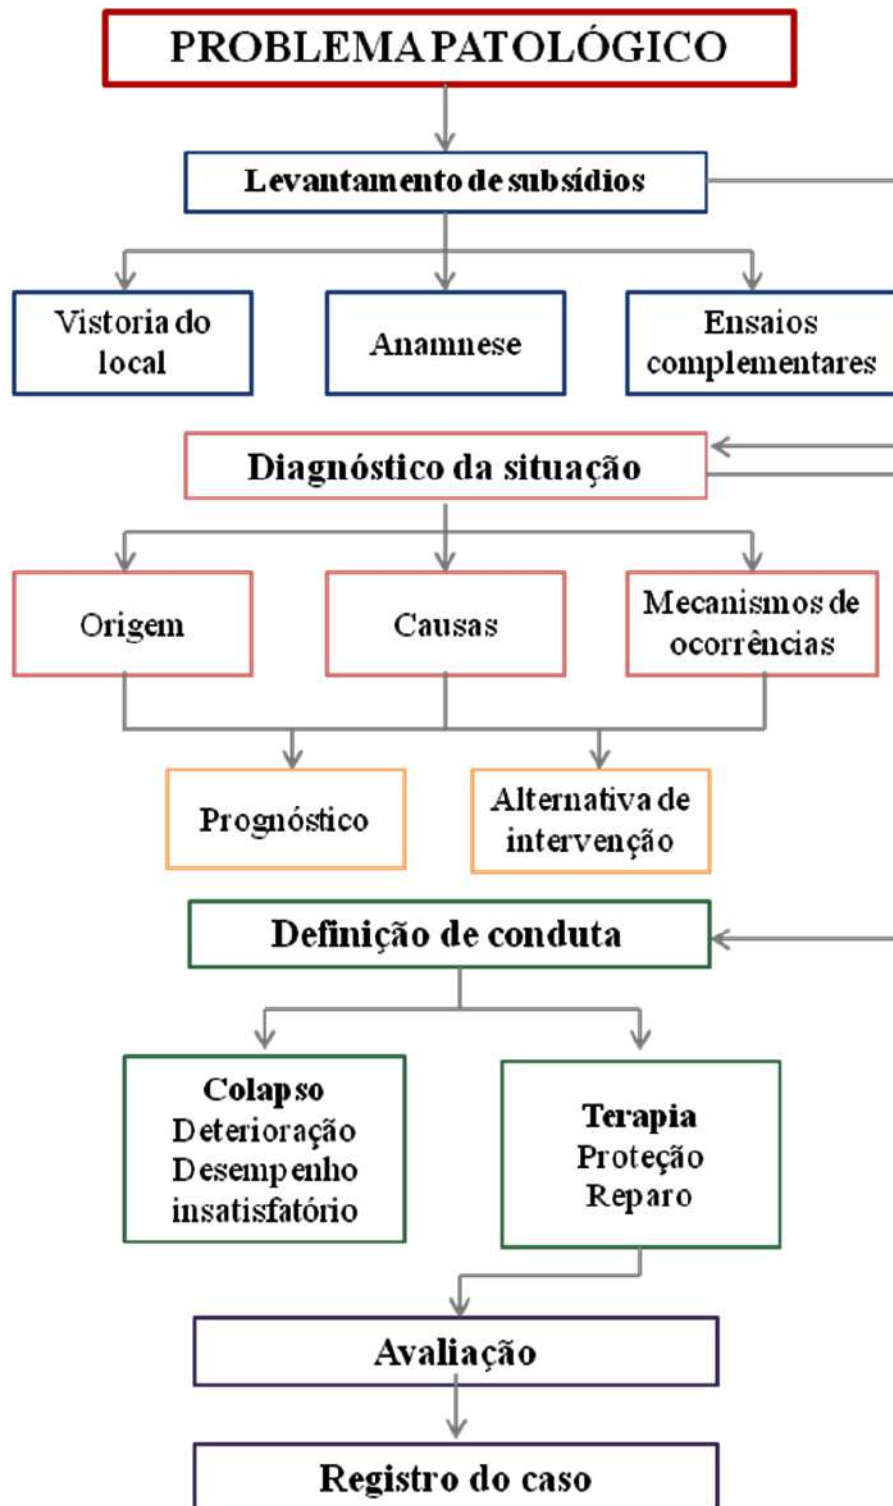 PROBLEMA PATOLÓGICO
Levantamento de subsídios
Vistoria do
local
Anamnese
Ensaios
complementares
Diagnóstico da situação
Origem
Causas
Mecanismos de
ocorrências
Prognóstico
Alternativa de
intervenção
Definição de conduta
Colapso
Deterioração
Desempenho
insatisfatório
Terapia
Proteção
Reparo
Avaliação
Registro do caso